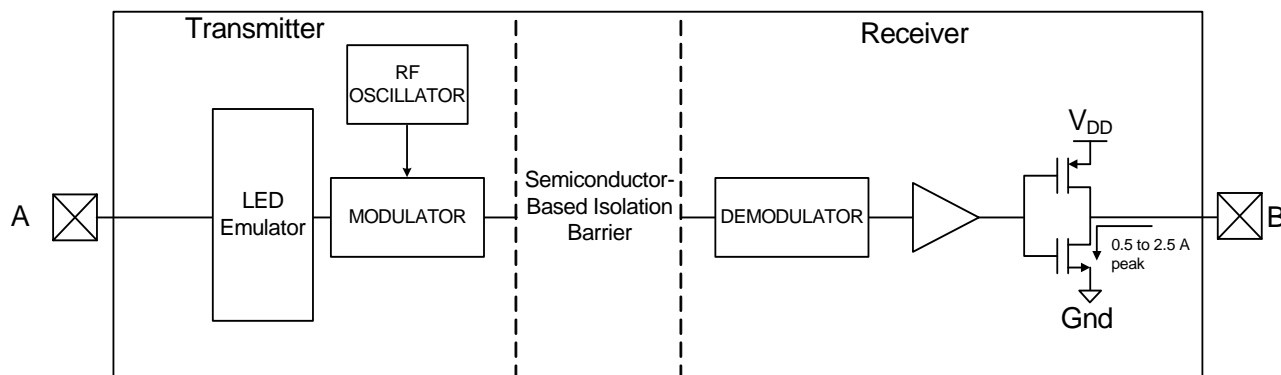 Transmitter
Receiver
RF
OSCILLATOR
V_DD
A
LED
Emulator
MODULATOR
Semiconductor-
Based Isolation
Barrier
DEMODULATOR
B
0.5 to 2.5 A
peak
Gnd